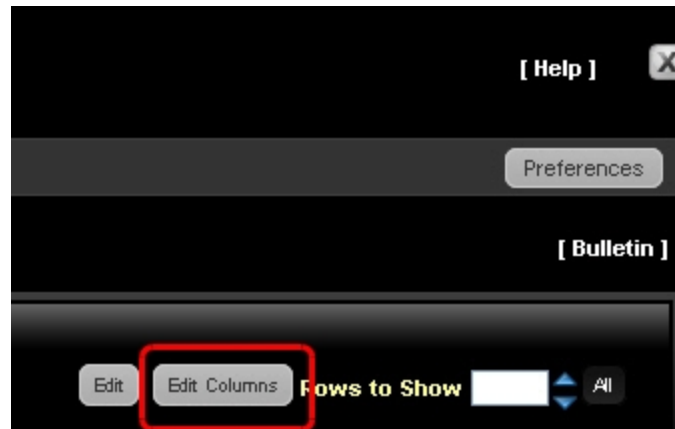 [ Help ] X
Preferences
[ Bulletin ]
Edit Edit Columns Rows to Show All